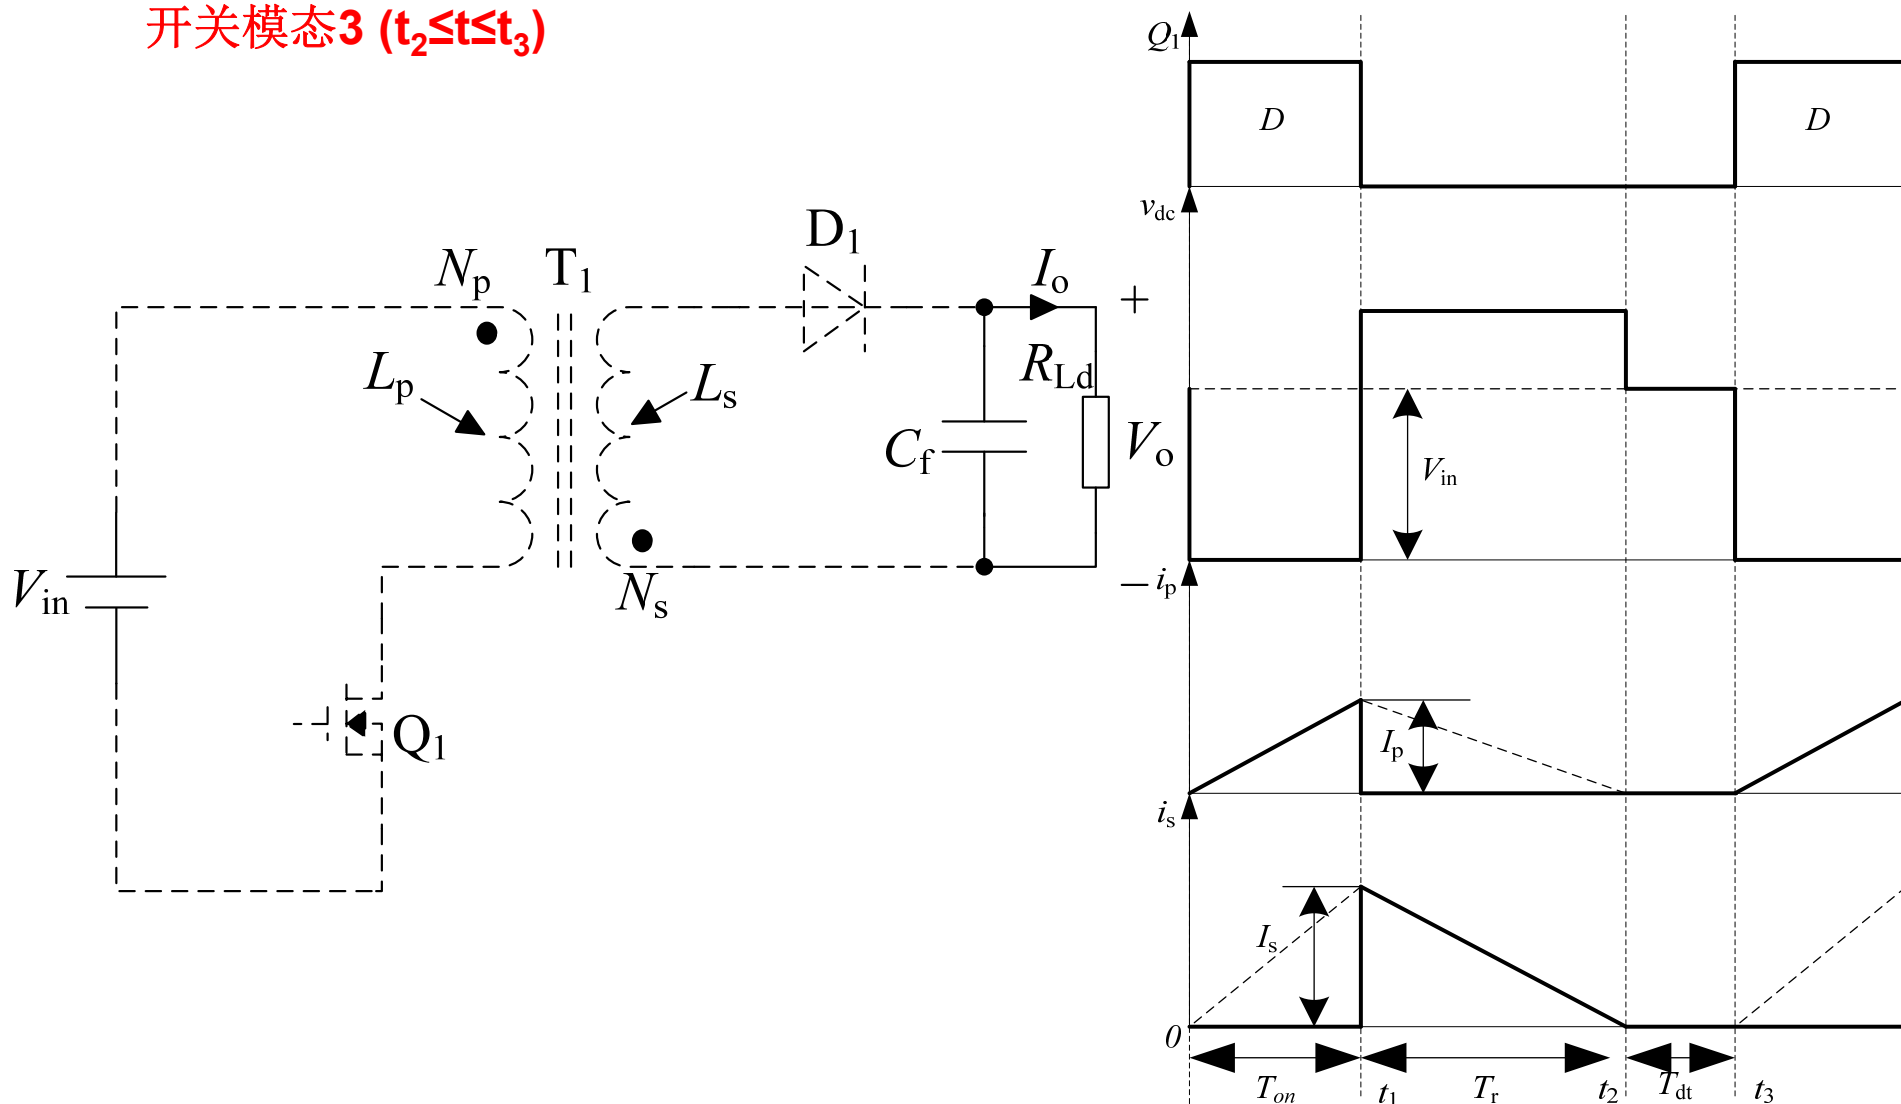 开关模态3 (t2≤t≤t3)
Np
T1
D1
Io
+
Lp
Ls
RLd
Cf
Vo
Vin
Ns
−
Q1
Q1
D
D
vdc
Vin
ip
Ip
is
Is
0
Ton
t1
Tr
t2
Tdt
t3